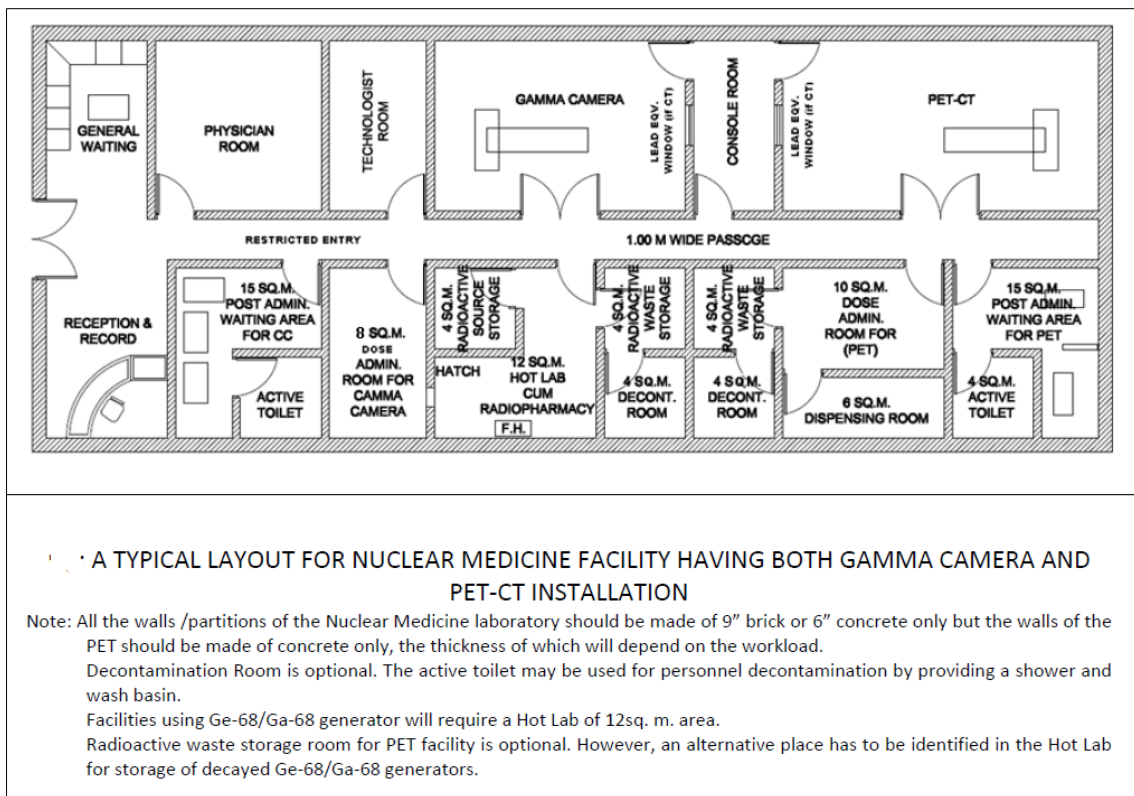 GENERAL
WAITING
PHYSICIAN
ROOM
TECHNOLOGIST
ROOM
GAMMA CAMERA
LEAD EQV.
WINDOW (if CT)
CONSOLE ROOM
LEAD EQV.
WINDOW (if CT)
PET-CT
RESTRICTED ENTRY
1.00 M WIDE PASSCGE
RECEPTION &
RECORD
15 SQ.M.
POST ADMIN.
WAITING AREA
FOR CC
ACTIVE
TOILET
8 SQ.M.
DOSE
ADMIN.
ROOM FOR
CAMMA
CAMERA
4 SQ.M.
RADIOACTIVE
SOURCE
STORAGE
HATCH
12 SQ.M.
HOT LAB
CUM
RADIOPHARMACY
F.H.
4 SQ.M.
RADIOACTIVE
WASTE
STORAGE
4 SQ.M.
DECONT.
ROOM
4 SQ.M.
RADIOACTIVE
WASTE
STORAGE
4 SQ.M.
DECONT.
ROOM
10 SQ.M.
DOSE
ADMIN.
ROOM FOR
(PET)
6 SQ.M.
DISPENSING ROOM
15 SQ.M.
POST ADMIN.
WAITING AREA
FOR PET
4 SQ.M.
ACTIVE
TOILET
: A TYPICAL LAYOUT FOR NUCLEAR MEDICINE FACILITY HAVING BOTH GAMMA CAMERA AND
PET-CT INSTALLATION
Note: All the walls /partitions of the Nuclear Medicine laboratory should be made of 9” brick or 6” concrete only but the walls of the
PET should be made of concrete only, the thickness of which will depend on the workload.
Decontamination Room is optional. The active toilet may be used for personnel decontamination by providing a shower and
wash basin.
Facilities using Ge-68/Ga-68 generator will require a Hot Lab of 12sq. m. area.
Radioactive waste storage room for PET facility is optional. However, an alternative place has to be identified in the Hot Lab
for storage of decayed Ge-68/Ga-68 generators.